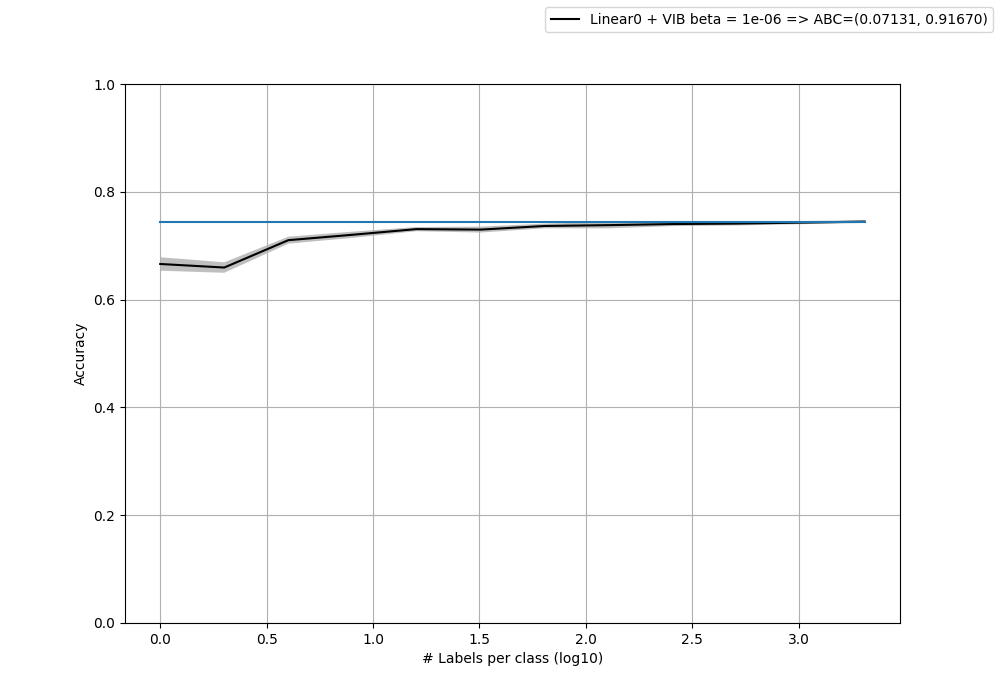 Linear0 + VIB beta = 1e-06 => ABC=(0.07131, 0.91670)
1.0
0.8
0.6
0.4
0.2
0.0
Accuracy
0.0 0.5 1.0 1.5 2.0 2.5 3.0
# Labels per class (log10)